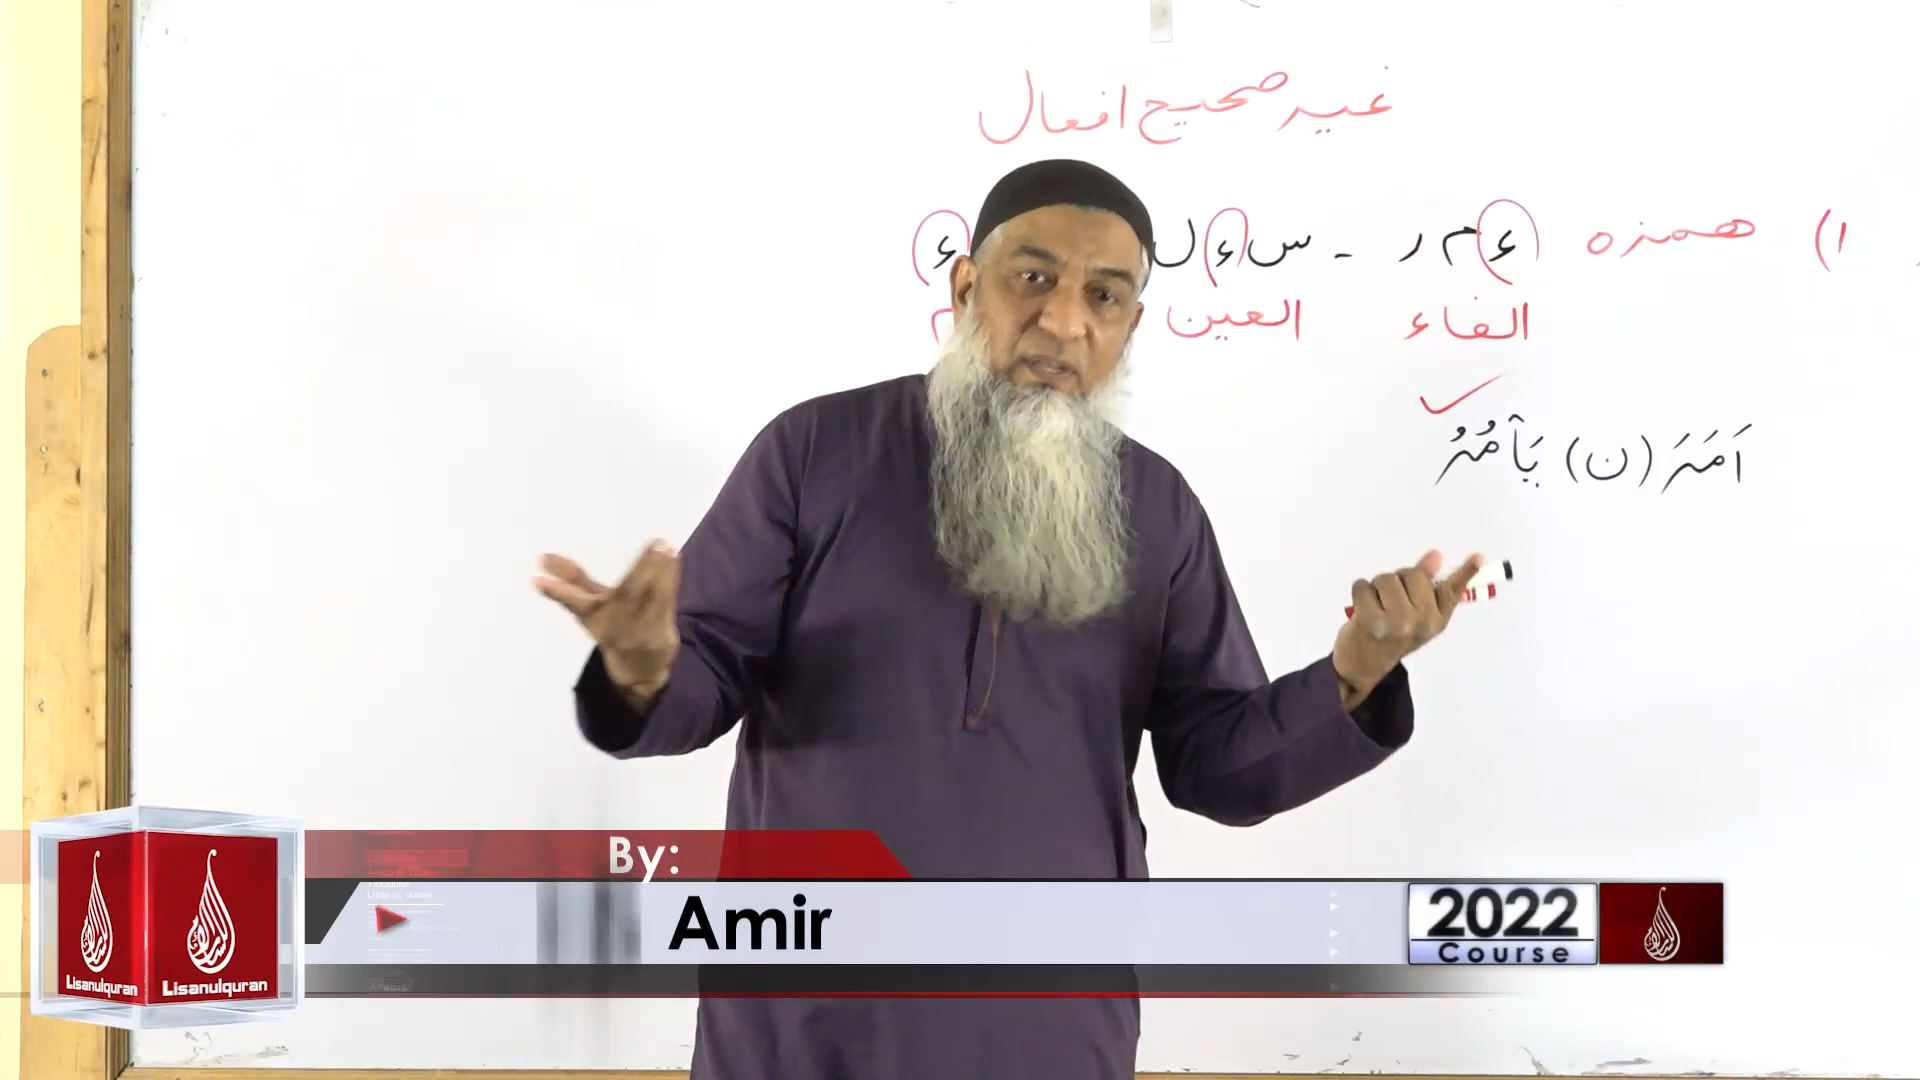 غیر صحیح افعال
۱) همزه ء م ر - س ء ل ء
الفاء العین م
اَمَرَ (ن) یَأْمُرُ
By:
Amir
2022
Course
Lisanulquran
Lisanulquran